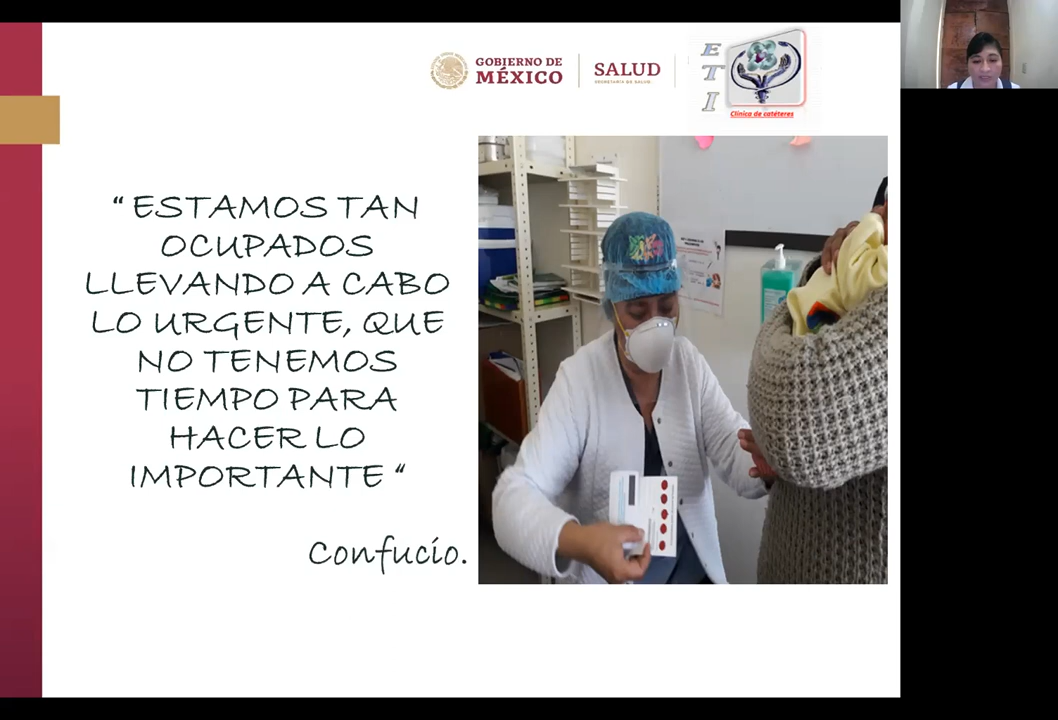 GOBIERNO DE
MÉXICO
SALUD
SECRETARÍA DE SALUD
ETI
Clínica de catéteres
“ ESTAMOS TAN
OCUPADOS
LLEVANDO A CABO
LO URGENTE, QUE
NO TENEMOS
TIEMPO PARA
HACER LO
IMPORTANTE “
Confucio.